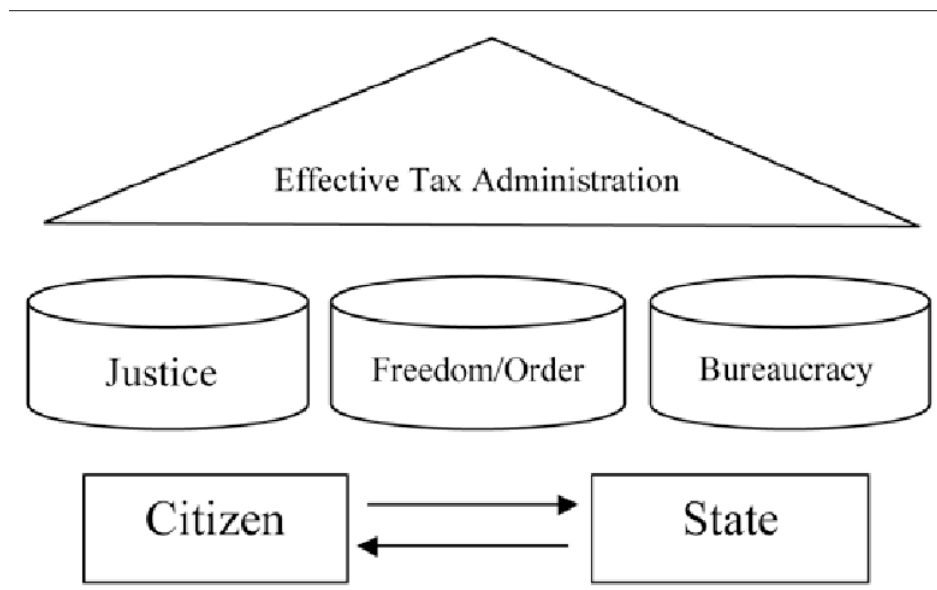 Effective Tax Administration
Justice
Freedom/Order
Bureaucracy
Citizen
State